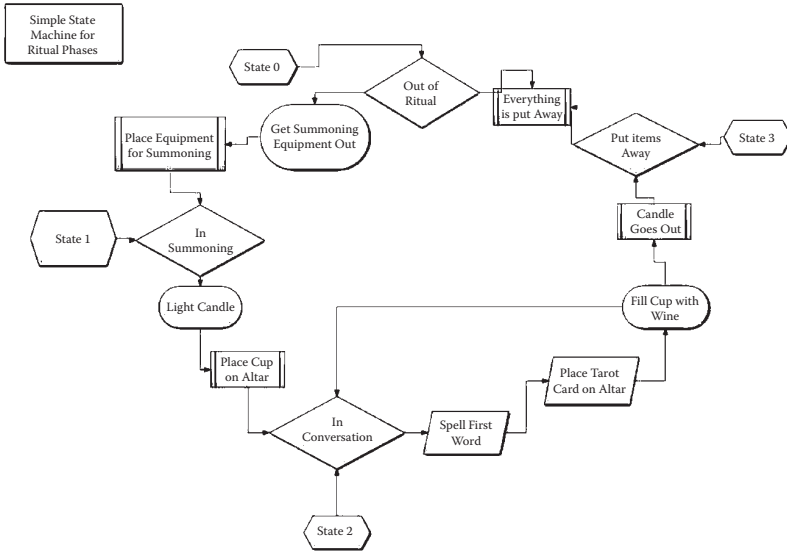 Simple State
Machine for
Ritual Phases
State 0
Out of
Ritual
Everything
is put Away
Get Summoning
Equipment Out
Place Equipment
for Summoning
Put items
Away
State 3
State 1
In
Summoning
Candle
Goes Out
Light Candle
Fill Cup with
Wine
Place Cup
on Altar
Place Tarot
Card on Altar
In
Conversation
Spell First
Word
State 2